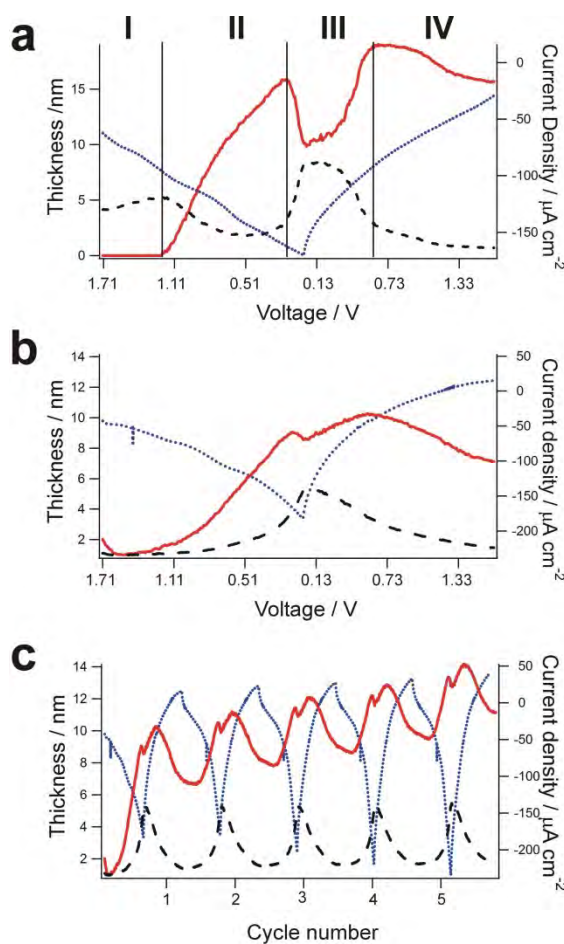 a
I II III IV
Thickness /nm
15
10
5
0
Current Density / µA cm-2
0
-50
-100
-150
1.71 1.11 0.51 0.13 0.73 1.33
Voltage / V
b
Thickness / nm
14
12
10
8
6
4
2
Current density / µA cm-2
50
0
-50
-100
-150
-200
1.71 1.11 0.51 0.13 0.73 1.33
Voltage / V
c
Thickness / nm
14
12
10
8
6
4
2
Current density / µA cm-2
50
0
-50
-100
-150
-200
1 2 3 4 5
Cycle number